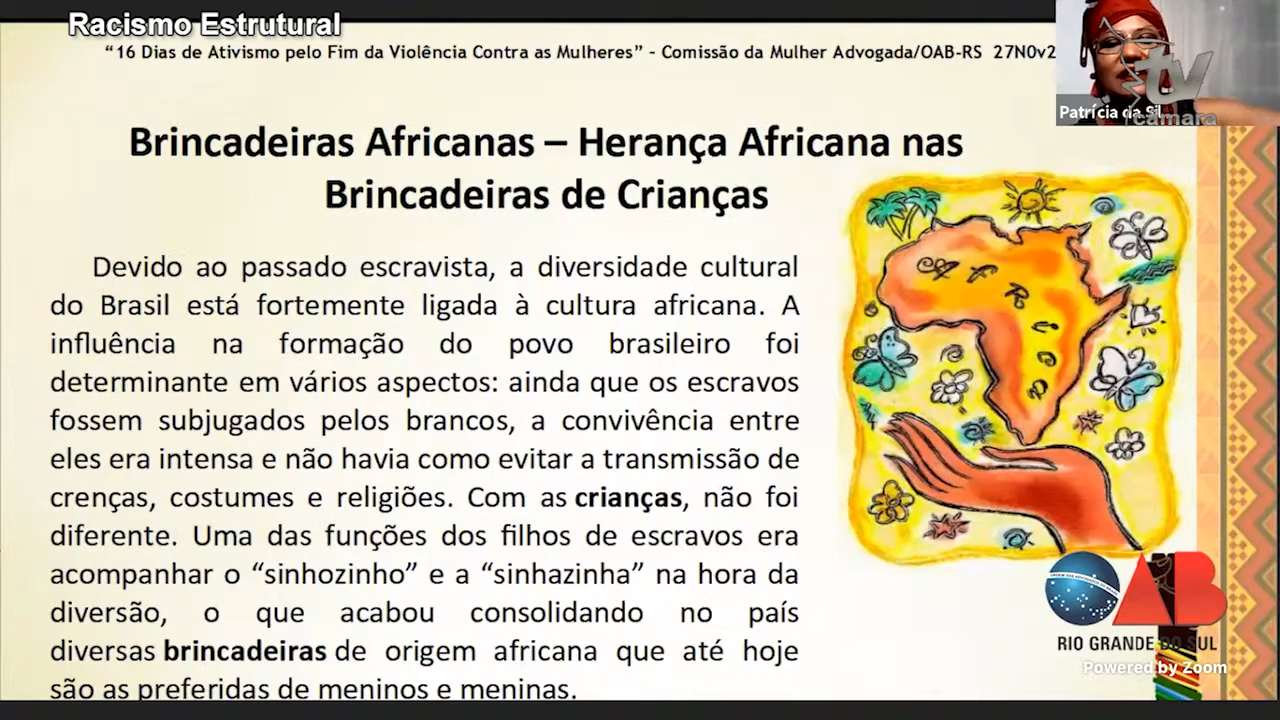 Racismo Estrutural
“16 Dias de Ativismo pelo Fim da Violência Contra as Mulheres” – Comissão da Mulher Advogada/OAB-RS 27N0v2
Patrícia da Sil
tv
câmara
Brincadeiras Africanas – Herança Africana nas
Brincadeiras de Crianças
Devido ao passado escravista, a diversidade cultural
do Brasil está fortemente ligada à cultura africana. A
influência na formação do povo brasileiro foi
determinante em vários aspectos: ainda que os escravos
fossem subjugados pelos brancos, a convivência entre
eles era intensa e não havia como evitar a transmissão de
crenças, costumes e religiões. Com as crianças, não foi
diferente. Uma das funções dos filhos de escravos era
acompanhar o “sinhozinho” e a “sinhazinha” na hora da
diversão, o que acabou consolidando no país
diversas brincadeiras de origem africana que até hoje
são as preferidas de meninos e meninas.
OAB
RIO GRANDE DO SUL
Powered by Zoom